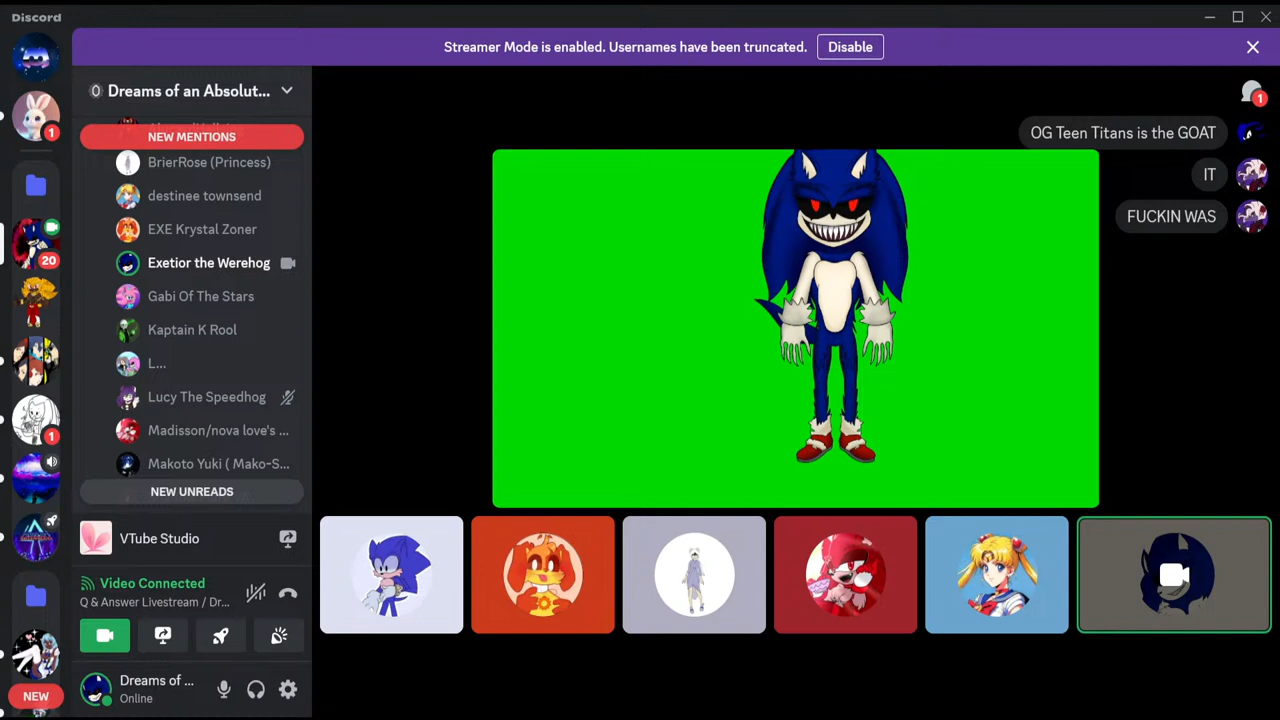 Discord
Streamer Mode is enabled. Usernames have been truncated.
Disable
Dreams of an Absolut...
NEW MENTIONS
BrierRose (Princess)
destinee townsend
EXE Krystal Zoner
Exetior the Werehog
Gabi Of The Stars
Kaptain K Rool
L...
Lucy The Speedhog
Madisson/nova love's ...
Makoto Yuki ( Mako-S...
NEW UNREADS
VTube Studio
Video Connected
Q & Answer Livestream / Dr...
Dreams of ...
Online
1
20
1
NEW
1
OG Teen Titans is the GOAT
IT
FUCKIN WAS